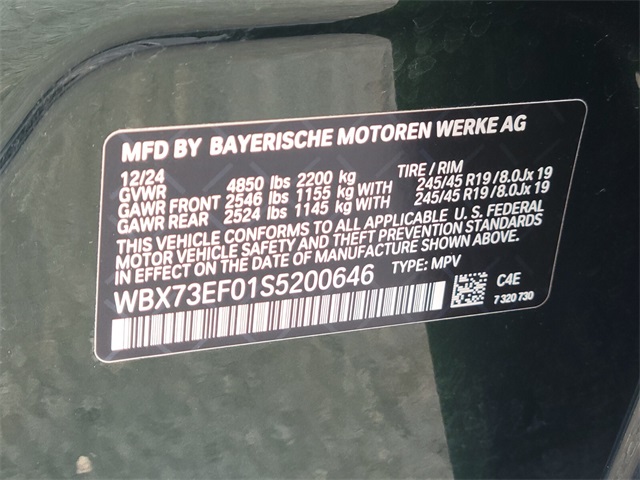 MFD BY BAYERISCHE MOTOREN WERKE AG
12/24 TIRE / RIM
GVWR 4850 lbs 2200 kg
GAWR FRONT 2546 lbs 1155 kg WITH 245/45 R19 /8.0Jx 19
GAWR REAR 2524 lbs 1145 kg WITH 245/45 R19 /8.0Jx 19
THIS VEHICLE CONFORMS TO ALL APPLICABLE U. S. FEDERAL
MOTOR VEHICLE SAFETY AND THEFT PREVENTION STANDARDS
IN EFFECT ON THE DATE OF MANUFACTURE SHOWN ABOVE.
WBX73EF01S5200646 TYPE: MPV
C4E
7 320 730